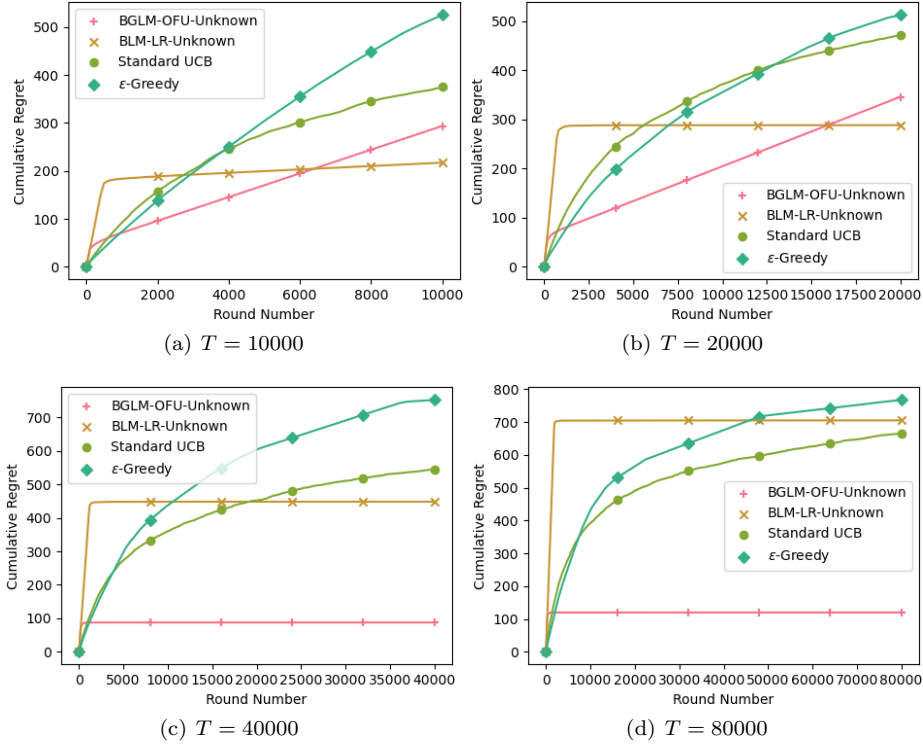 500
400
300
200
100
0
Cumulative Regret
BGLM-OFU-Unknown
BLM-LR-Unknown
Standard UCB
ε-Greedy
0 2000 4000 6000 8000 10000
Round Number
(a) T = 10000
500
400
300
200
100
0
Cumulative Regret
BGLM-OFU-Unknown
BLM-LR-Unknown
Standard UCB
ε-Greedy
0 2500 5000 7500 10000 12500 15000 17500 20000
Round Number
(b) T = 20000
700
600
500
400
300
200
100
0
Cumulative Regret
BGLM-OFU-Unknown
BLM-LR-Unknown
Standard UCB
ε-Greedy
0 5000 10000 15000 20000 25000 30000 35000 40000
Round Number
(c) T = 40000
800
700
600
500
400
300
200
100
0
Cumulative Regret
BGLM-OFU-Unknown
BLM-LR-Unknown
Standard UCB
ε-Greedy
0 10000 20000 30000 40000 50000 60000 70000 80000
Round Number
(d) T = 80000